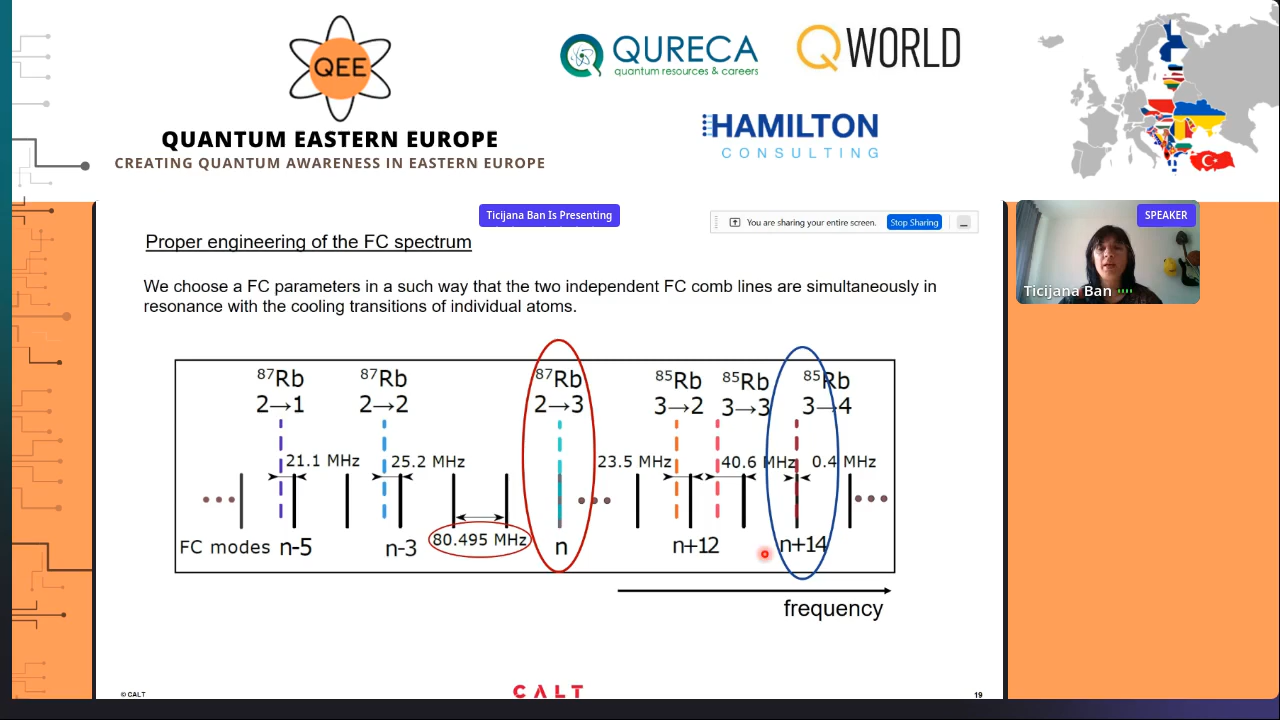 QEE
QUANTUM EASTERN EUROPE
CREATING QUANTUM AWARENESS IN EASTERN EUROPE
QURECA
quantum resources & careers
QWORLD
HAMILTON
CONSULTING
Ticijana Ban Is Presenting
You are sharing your entire screen. Stop Sharing
SPEAKER
Ticijana Ban
Proper engineering of the FC spectrum
We choose a FC parameters in a such way that the two independent FC comb lines are simultaneously in
resonance with the cooling transitions of individual atoms.
⁸⁷Rb ⁸⁷Rb ⁸⁷Rb ⁸⁵Rb ⁸⁵Rb ⁸⁵Rb
2→1 2→2 2→3 3→2 3→3 3→4
21.1 MHz 25.2 MHz 23.5 MHz 40.6 MHz 0.4 MHz
80.495 MHz
FC modes n-5 n-3 n n+12 n+14
frequency
© CALT
CALT
19